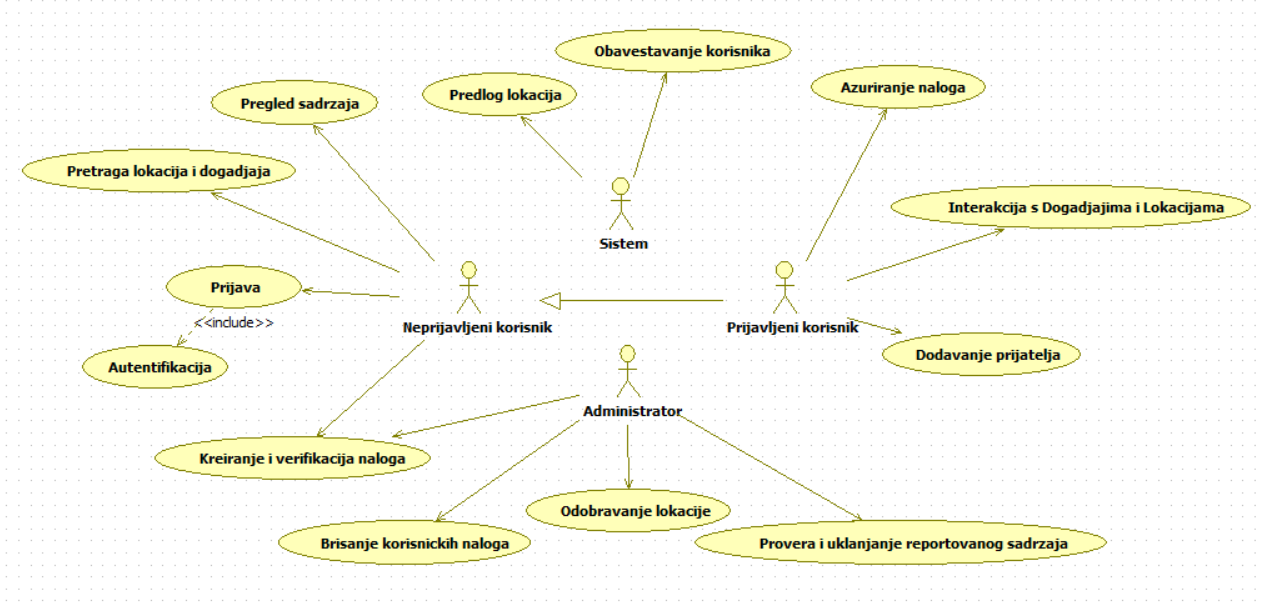 Obavestavanje korisnika
Predlog lokacija
Azuriranje naloga
Pregled sadrzaja
Pretraga lokacija i dogadjaja
Interakcija s Dogadjajima i Lokacijama
Sistem
Prijava
<<include>>
Neprijavljeni korisnik
Prijavljeni korisnik
Autentifikacija
Dodavanje prijatelja
Administrator
Kreiranje i verifikacija naloga
Odobravanje lokacije
Brisanje korisnickih naloga
Provera i uklanjanje reportovanog sadrzaja